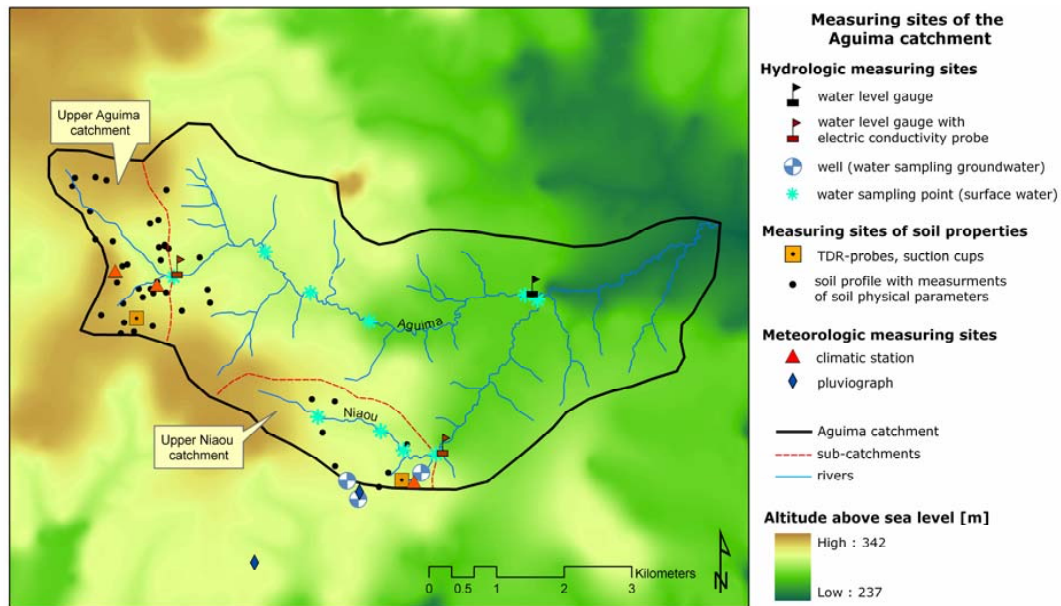 Upper Aguima
catchment
Aguima
Niaou
Upper Niaou
catchment
Kilometers
0 0.5 1 2 3
N
Measuring sites of the
Aguima catchment
Hydrologic measuring sites
water level gauge
water level gauge with
electric conductivity probe
well (water sampling groundwater)
water sampling point (surface water)
Measuring sites of soil properties
TDR-probes, suction cups
soil profile with measurments
of soil physical parameters
Meteorologic measuring sites
climatic station
pluviograph
Aguima catchment
sub-catchments
rivers
Altitude above sea level [m]
High : 342
Low : 237